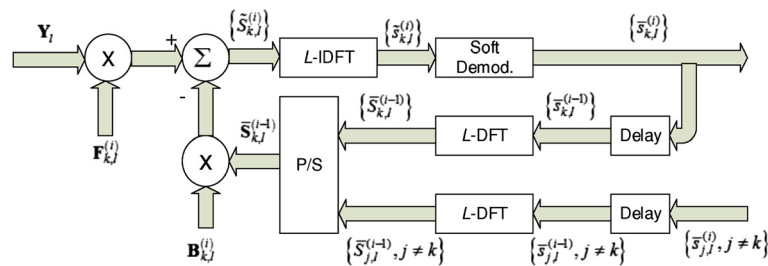 {S̃_{k,l}^{(i)}} {s̃_{k,l}^{(i)}} {s̄_{k,l}^{(i)}}
Y_l X + Σ L-IDFT Soft
Demod.
-
{S̄_{k,l}^{(i-1)}} {s̄_{k,l}^{(i-1)}}
F_{k,l}^{(i)} S̄_{k,l}^{(i-1)} L-DFT Delay
X P/S
L-DFT Delay
B_{k,l}^{(i)} {S̄_{j,l}^{(i-1)}, j ≠ k} {s̄_{j,l}^{(i-1)}, j ≠ k} {s̄_{j,l}^{(i)}, j ≠ k}